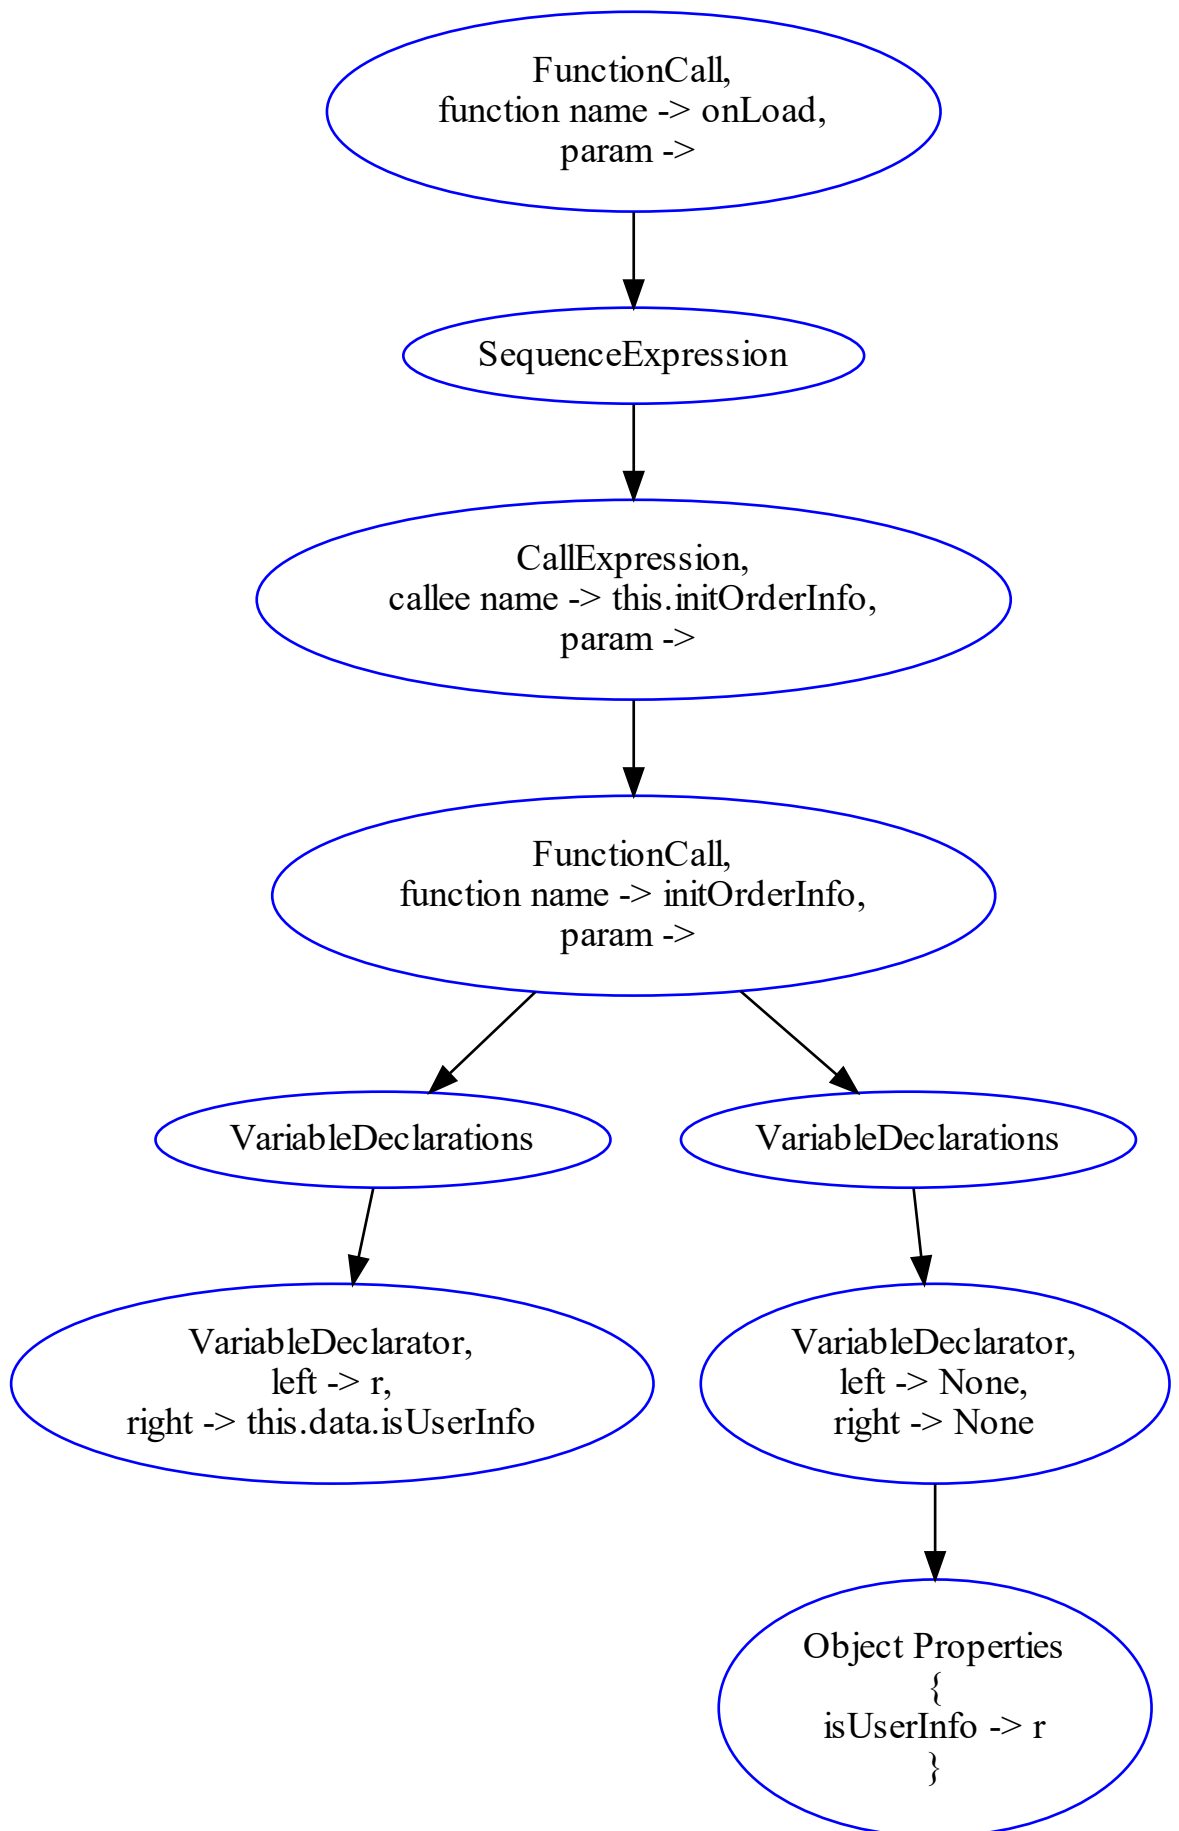 FunctionCall,
function name -> onLoad,
param ->
SequenceExpression
CallExpression,
callee name -> this.initOrderInfo,
param ->
FunctionCall,
function name -> initOrderInfo,
param ->
VariableDeclarations
VariableDeclarations
VariableDeclarator,
left -> r,
right -> this.data.isUserInfo
VariableDeclarator,
left -> None,
right -> None
Object Properties
{
isUserInfo -> r
}